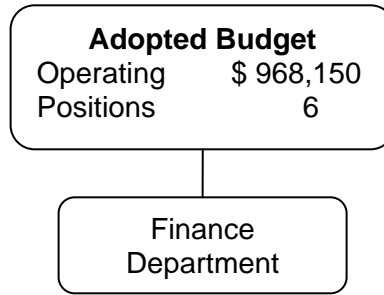 Adopted Budget
Operating $ 968,150
Positions 6
Finance
Department